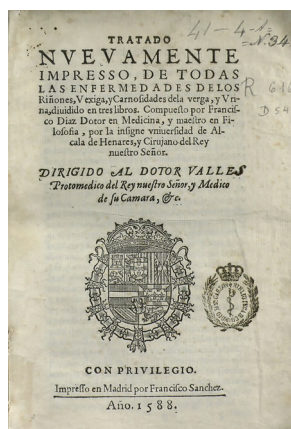 TRATADO
NVEVAMENTE
IMPRESSO, DE TODAS
LAS ENFERMEDADES DELOS
Riñones, Vexiga, y Carnosidades dela verga, y Vri-
na, diuidido en tres libros. Compuesto por Francis-
co Diaz Dotor en Medicina, y maestro en Fi-
losofia, por la insigne vniuersidad de Al-
cala de Henares, y Cirujano del Rey
nuestro Señor.
DIRIGIDO AL DOTOR VALLES
Protomedico del Rey nuestro Señor, y Medico
de su Camara, &c.
CON PRIVILEGIO.
Impresso en Madrid por Francisco Sanchez.
Año. 1588.